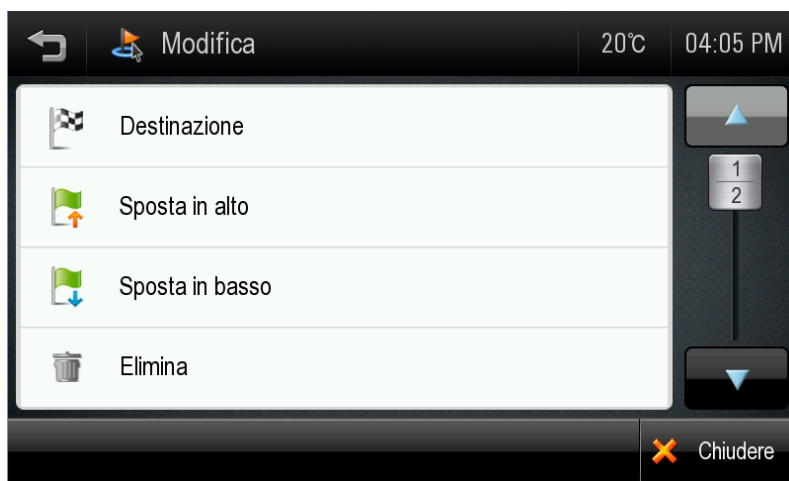 Modifica
20℃
04:05 PM
Destinazione
1
2
Sposta in alto
Sposta in basso
Elimina
Chiudere